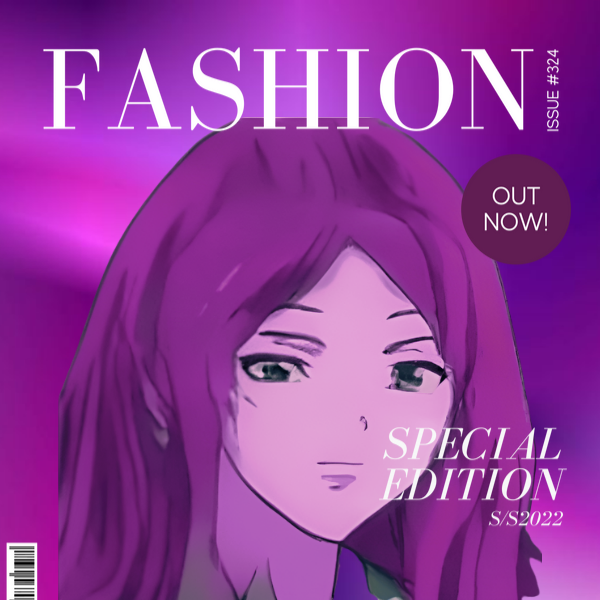 FASHION
ISSUE #324
OUT
NOW!
SPECIAL
EDITION
S/S2022